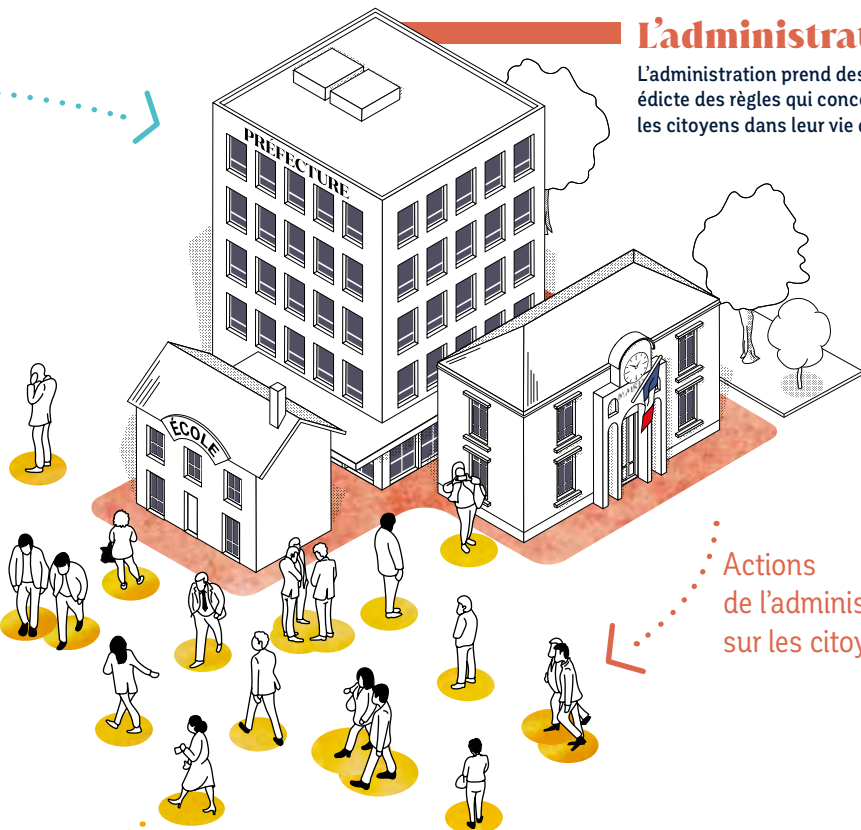 L'administrat
L'administration prend des
édicte des règles qui conce
les citoyens dans leur vie
PRÉFECTURE
ÉCOLE
Actions
de l'adminis
sur les citoy